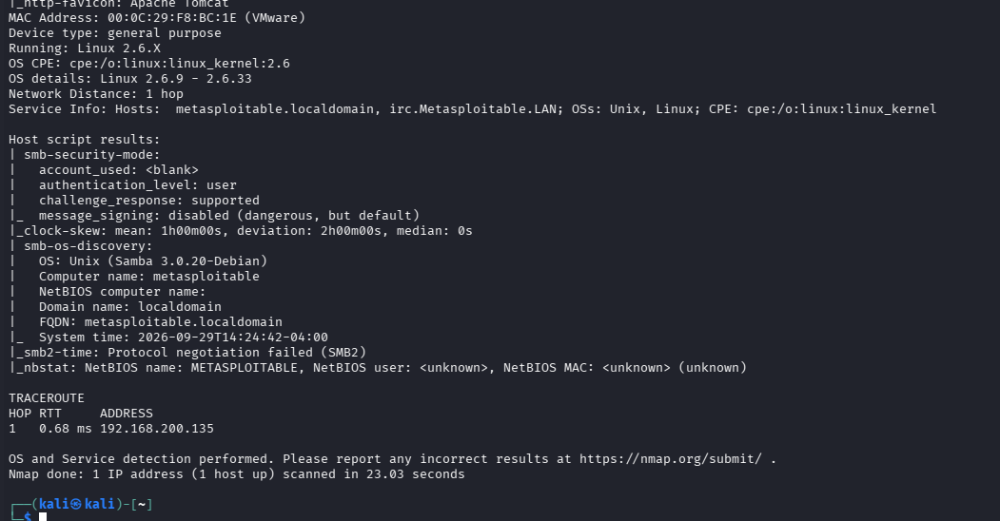 |_http-favicon: Apache Tomcat
MAC Address: 00:0C:29:F8:BC:1E (VMware)
Device type: general purpose
Running: Linux 2.6.X
OS CPE: cpe:/o:linux:linux_kernel:2.6
OS details: Linux 2.6.9 - 2.6.33
Network Distance: 1 hop
Service Info: Hosts:  metasploitable.localdomain, irc.Metasploitable.LAN; OSs: Unix, Linux; CPE: cpe:/o:linux:linux_kernel

Host script results:
| smb-security-mode:
|   account_used: <blank>
|   authentication_level: user
|   challenge_response: supported
|_  message_signing: disabled (dangerous, but default)
|_clock-skew: mean: 1h00m00s, deviation: 2h00m00s, median: 0s
| smb-os-discovery:
|   OS: Unix (Samba 3.0.20-Debian)
|   Computer name: metasploitable
|   NetBIOS computer name:
|   Domain name: localdomain
|   FQDN: metasploitable.localdomain
|_  System time: 2026-09-29T14:24:42-04:00
|_smb2-time: Protocol negotiation failed (SMB2)
|_nbstat: NetBIOS name: METASPLOITABLE, NetBIOS user: <unknown>, NetBIOS MAC: <unknown> (unknown)

TRACEROUTE
HOP RTT     ADDRESS
1   0.68 ms 192.168.200.135

OS and Service detection performed. Please report any incorrect results at https://nmap.org/submit/ .
Nmap done: 1 IP address (1 host up) scanned in 23.03 seconds

┌──(kali㉿kali)-[~]
└─$